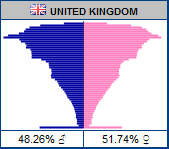 UNITED KINGDOM
48.26% ♂ 51.74% ♀